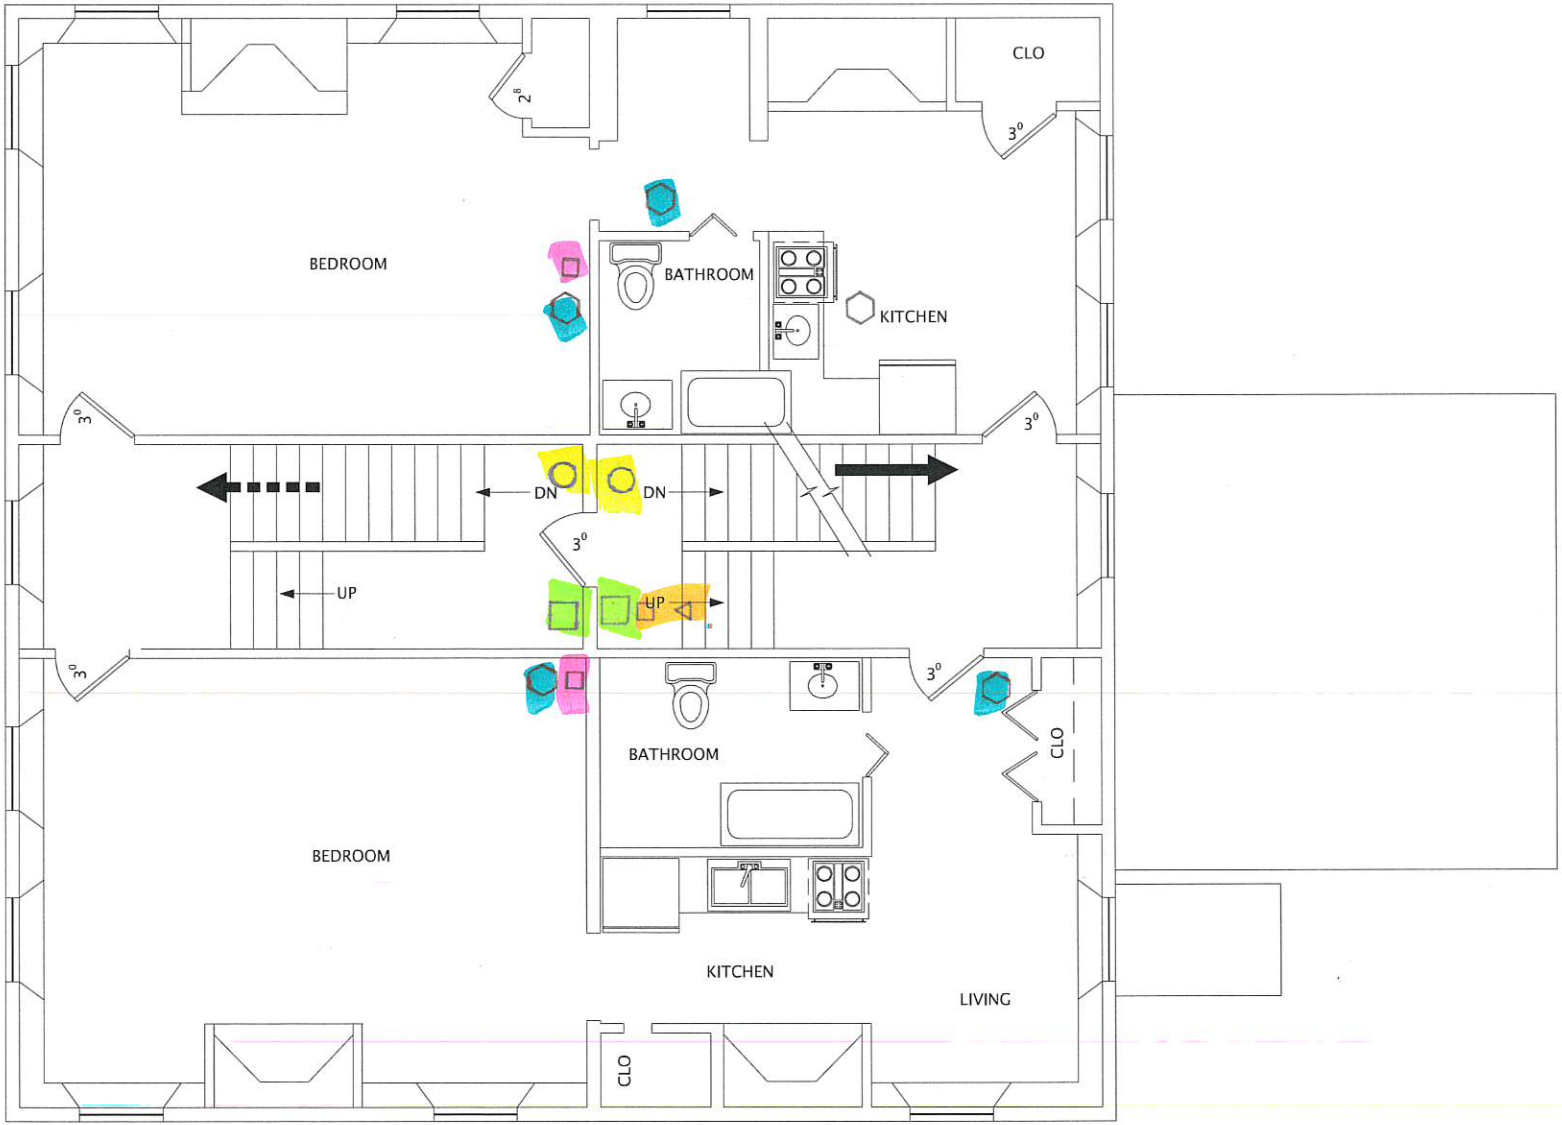 CLO
2⁸
3⁰
BEDROOM
BATHROOM
KITCHEN
3⁰
3⁰
DN
DN
3⁰
UP
UP
3⁰
3⁰
BATHROOM
CLO
BEDROOM
KITCHEN
LIVING
CLO